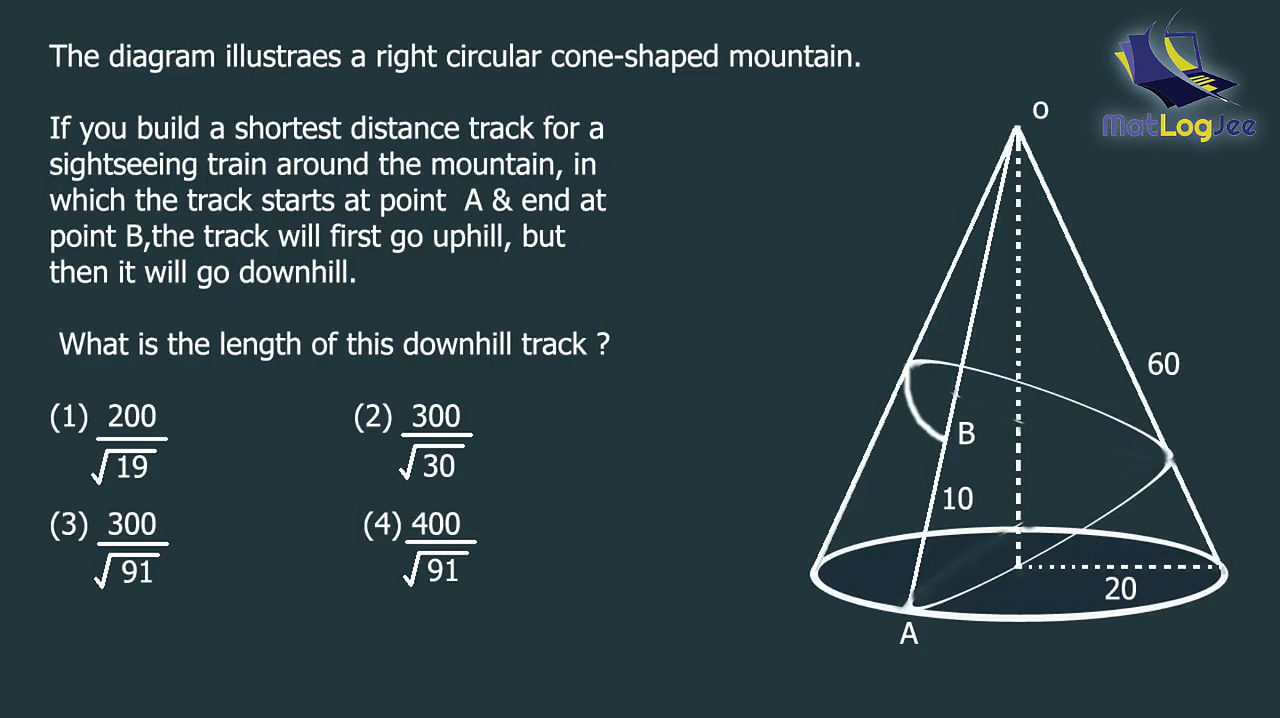 The diagram illustraes a right circular cone-shaped mountain.
If you build a shortest distance track for a
sightseeing train around the mountain, in
which the track starts at point A & end at
point B,the track will first go uphill, but
then it will go downhill.
What is the length of this downhill track ?
(1) 200/√19 (2) 300/√30
(3) 300/√91 (4) 400/√91
MatLogJee
O
60
B
10
20
A